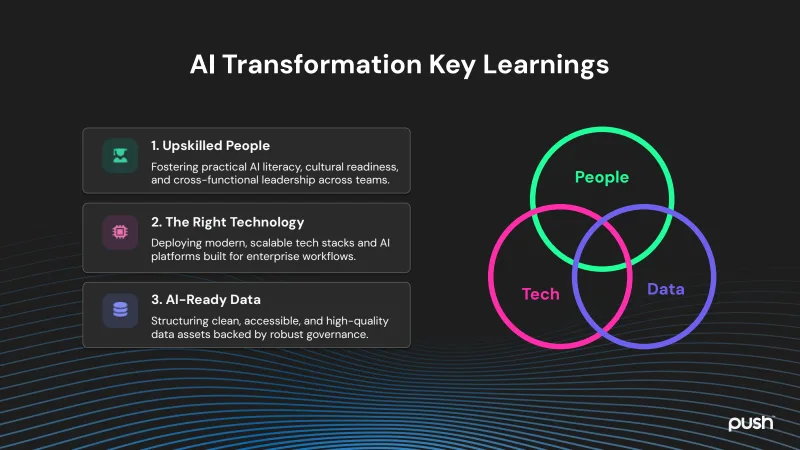 AI Transformation Key Learnings
1. Upskilled People
Fostering practical AI literacy, cultural readiness,
and cross-functional leadership across teams.
2. The Right Technology
Deploying modern, scalable tech stacks and AI
platforms built for enterprise workflows.
3. AI-Ready Data
Structuring clean, accessible, and high-quality
data assets backed by robust governance.
People
Tech
Data
push